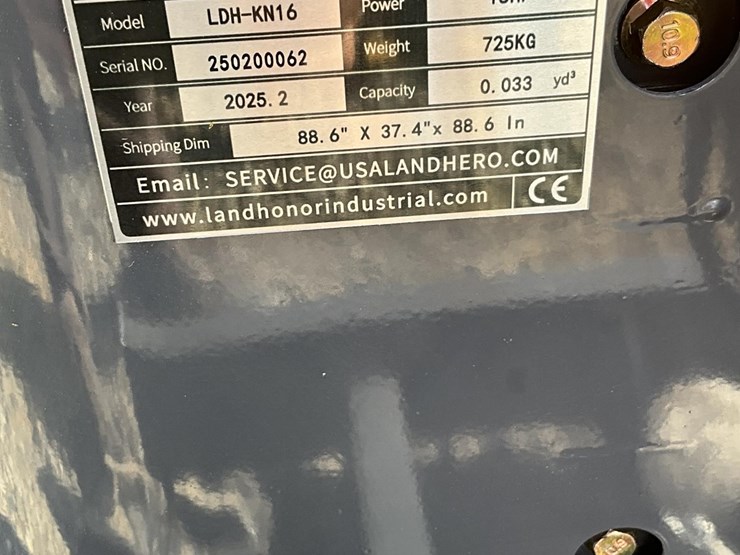 Model LDH-KN16 Power
Serial NO. 250200062 Weight 725KG
Year 2025.2 Capacity 0.033 yd³
Shipping Dim 88.6" X 37.4"x 88.6 In
Email: SERVICE@USALANDHERO.COM
www.landhonorindustrial.com CE
10.9